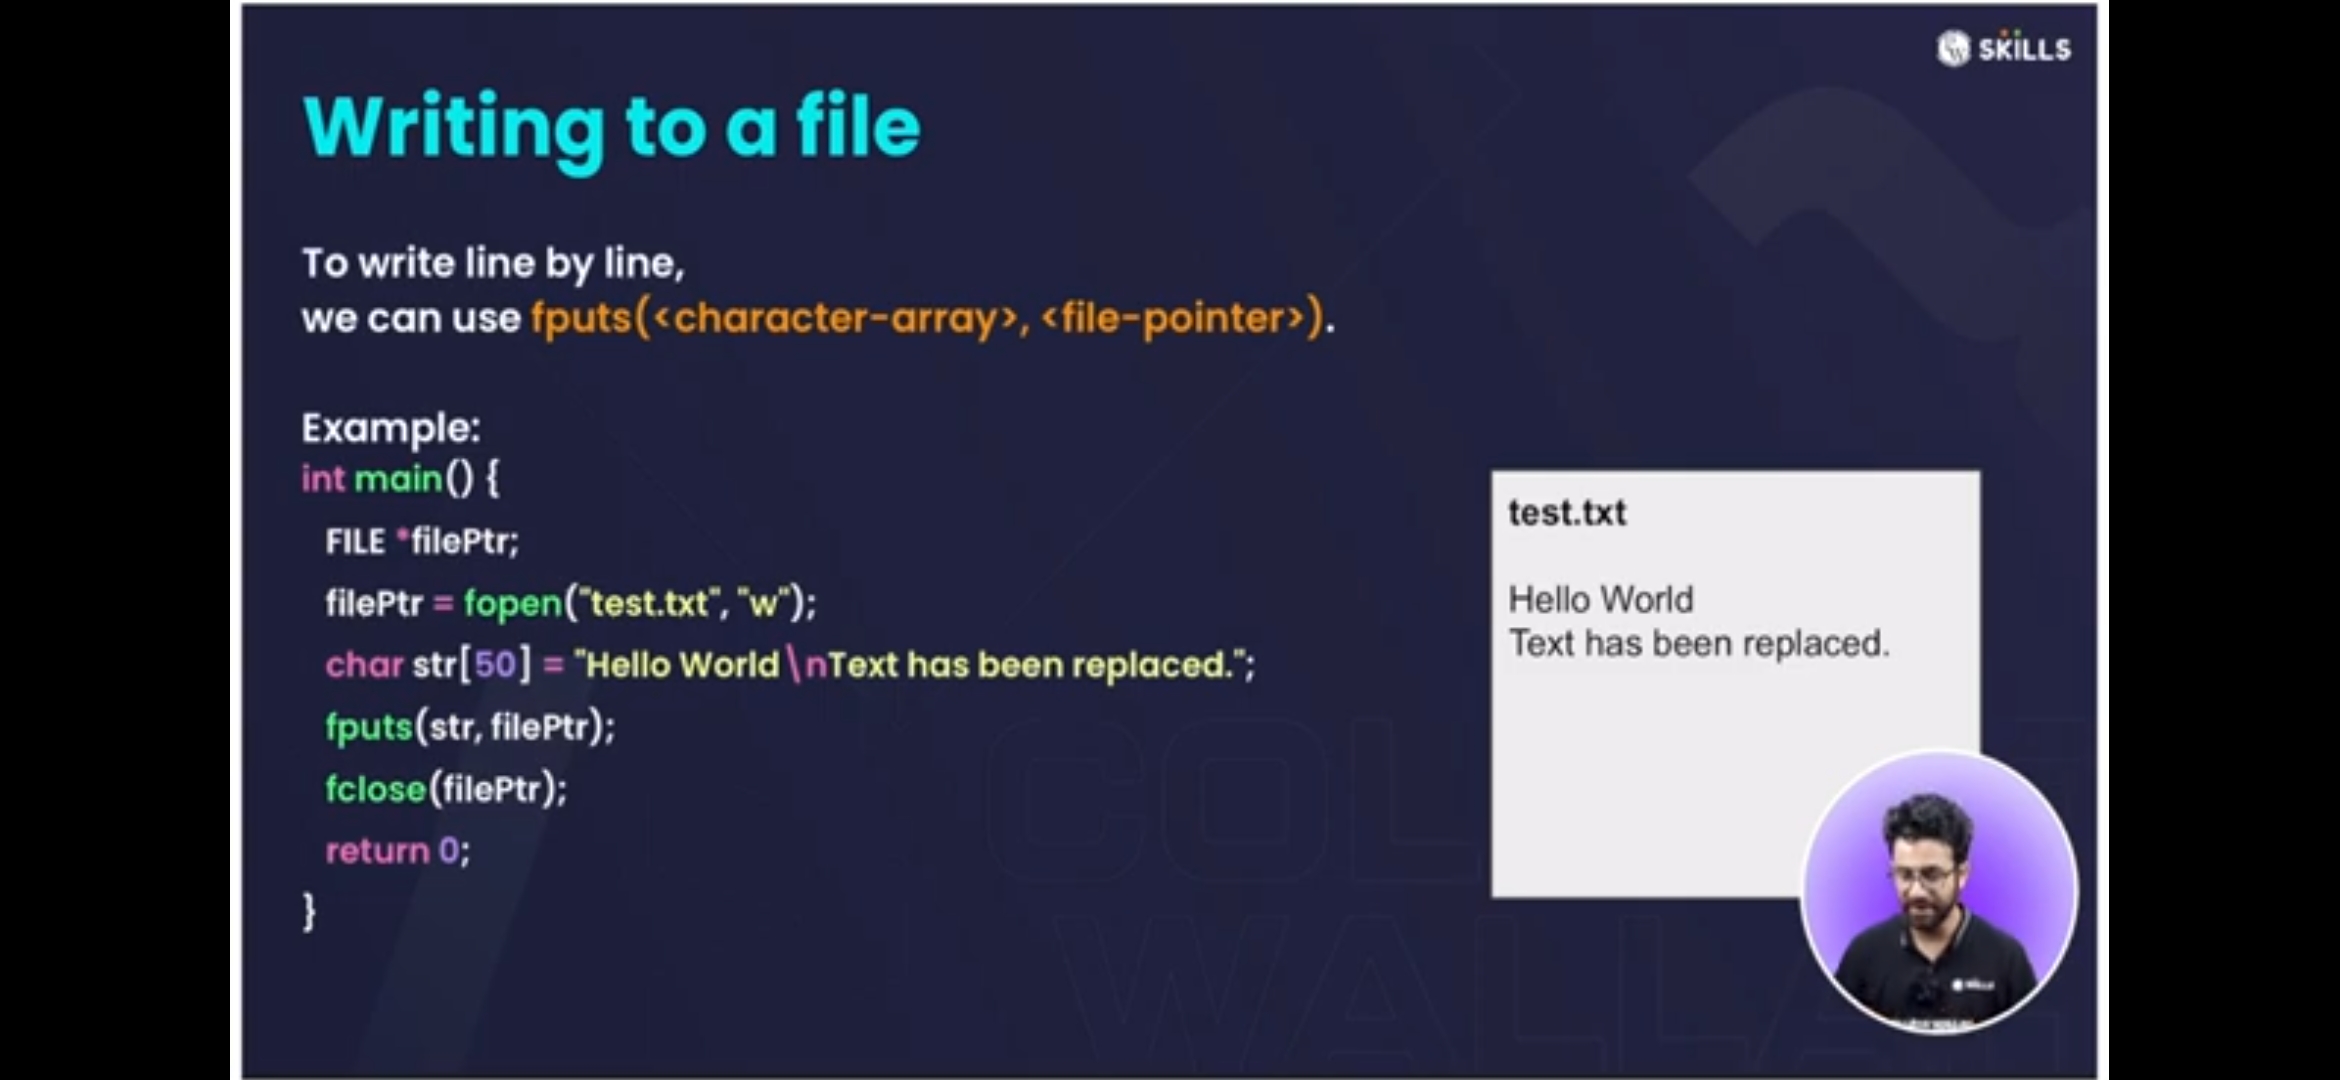 SKILLS
Writing to a file
To write line by line,
we can use fputs(<character-array>, <file-pointer>).
Example:
int main() {
FILE *filePtr;
filePtr = fopen("test.txt", "w");
char str[50] = "Hello World\nText has been replaced.";
fputs(str, filePtr);
fclose(filePtr);
return 0;
}
test.txt
Hello World
Text has been replaced.